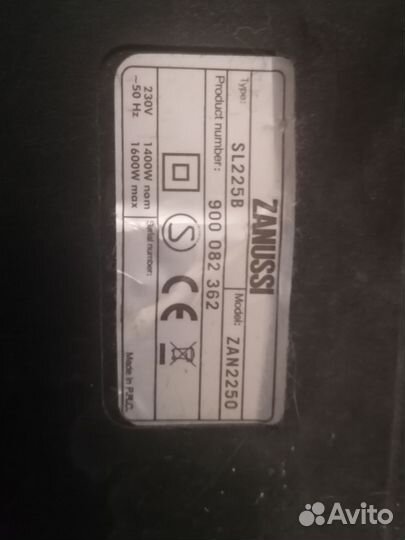 ZANUSSI
Type: SL225B Model: ZAN2250
Product number: 900 082 362
230V 1400W nom Serial number:
~50 Hz 1600W max
Made in P.R.C.
Avito